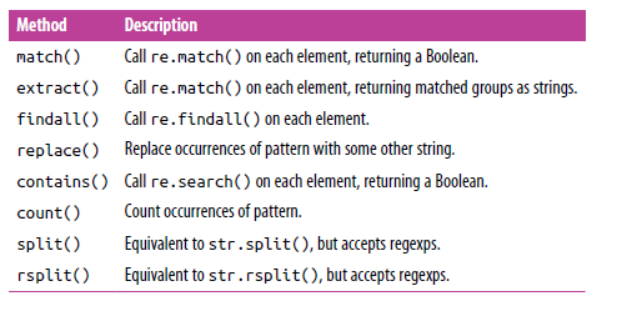 Method Description
match() Call re.match() on each element, returning a Boolean.
extract() Call re.match() on each element, returning matched groups as strings.
findall() Call re.findall() on each element.
replace() Replace occurrences of pattern with some other string.
contains() Call re.search() on each element, returning a Boolean.
count() Count occurrences of pattern.
split() Equivalent to str.split(), but accepts regexps.
rsplit() Equivalent to str.rsplit(), but accepts regexps.